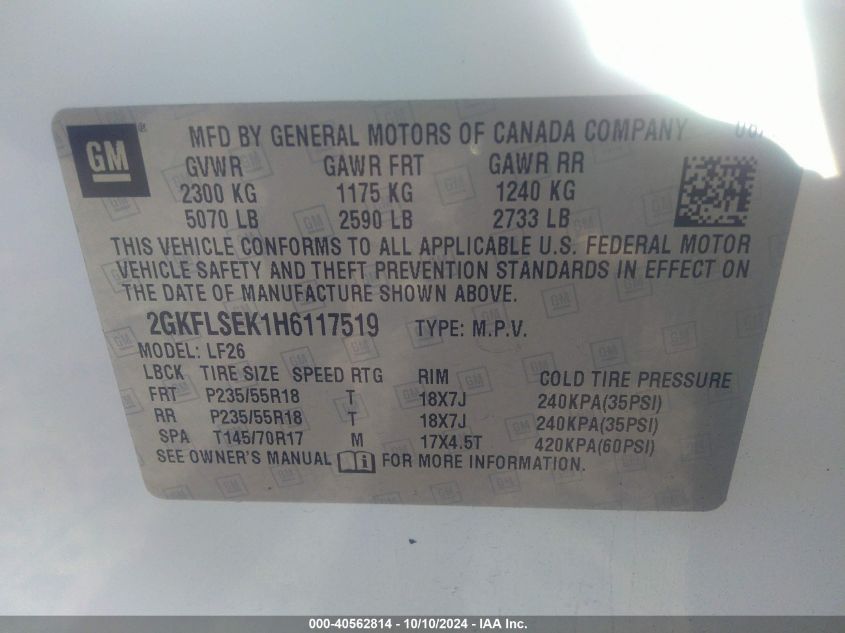 GM ® MFD BY GENERAL MOTORS OF CANADA COMPANY
GVWR GAWR FRT GAWR RR
2300 KG 1175 KG 1240 KG
5070 LB 2590 LB 2733 LB
THIS VEHICLE CONFORMS TO ALL APPLICABLE U.S. FEDERAL MOTOR
VEHICLE SAFETY AND THEFT PREVENTION STANDARDS IN EFFECT ON
THE DATE OF MANUFACTURE SHOWN ABOVE.
2GKFLSEK1H6117519 TYPE: M.P.V.
MODEL: LF26
LBCK TIRE SIZE SPEED RTG RIM COLD TIRE PRESSURE
FRT P235/55R18 T 18X7J 240KPA(35PSI)
RR P235/55R18 T 18X7J 240KPA(35PSI)
SPA T145/70R17 M 17X4.5T 420KPA(60PSI)
SEE OWNER'S MANUAL FOR MORE INFORMATION.
000-40562814 - 10/10/2024 - IAA Inc.